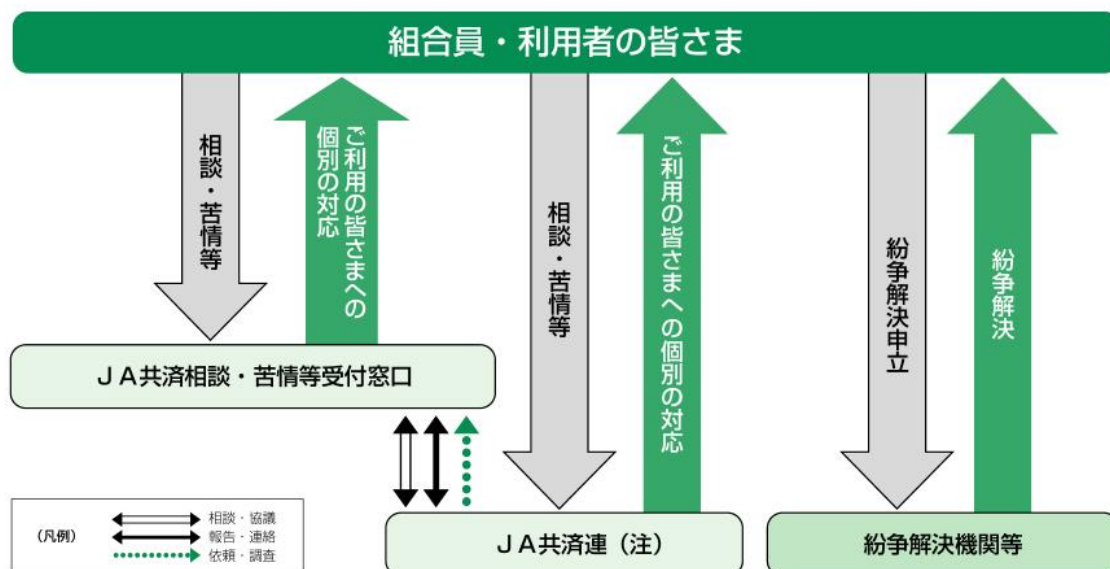 組合員・利用者の皆さま
相談・苦情等
ご利用の皆さまへの
個別の対応
相談・苦情等
ご利用の皆さまへの個別の対応
紛争解決申立
紛争解決
ＪＡ共済相談・苦情等受付窓口
（凡例）
相談・協議
報告・連絡
依頼・調査
ＪＡ共済連（注）
紛争解決機関等